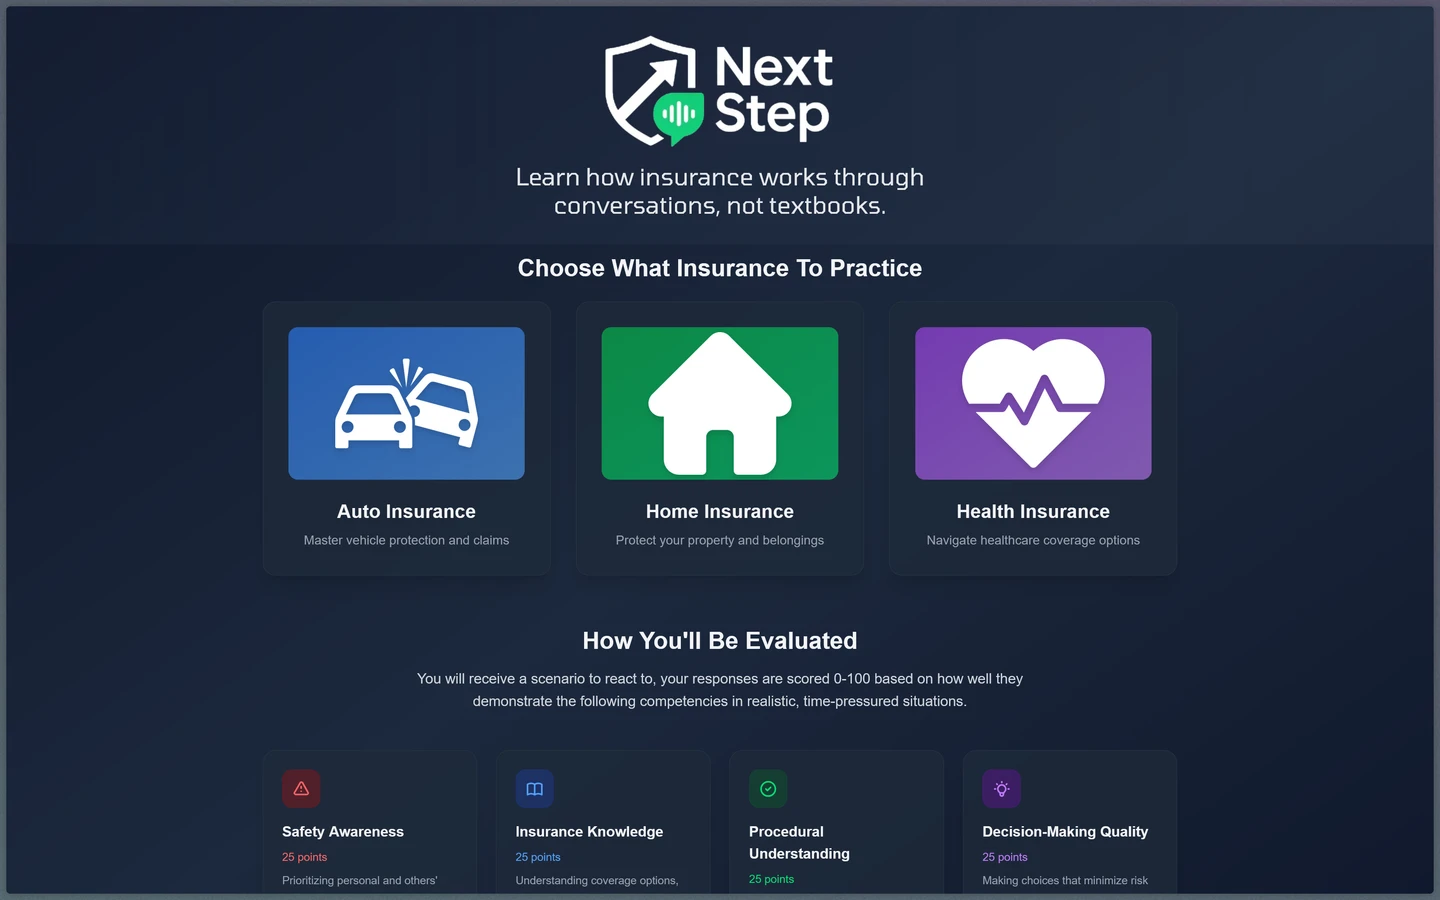 Next
Step
Learn how insurance works through
conversations, not textbooks.
Choose What Insurance To Practice
Auto Insurance
Master vehicle protection and claims
Home Insurance
Protect your property and belongings
Health Insurance
Navigate healthcare coverage options
How You'll Be Evaluated
You will receive a scenario to react to, your responses are scored 0-100 based on how well they
demonstrate the following competencies in realistic, time-pressured situations.
Safety Awareness
25 points
Prioritizing personal and others'
Insurance Knowledge
25 points
Understanding coverage options,
Procedural
Understanding
25 points
Decision-Making Quality
25 points
Making choices that minimize risk